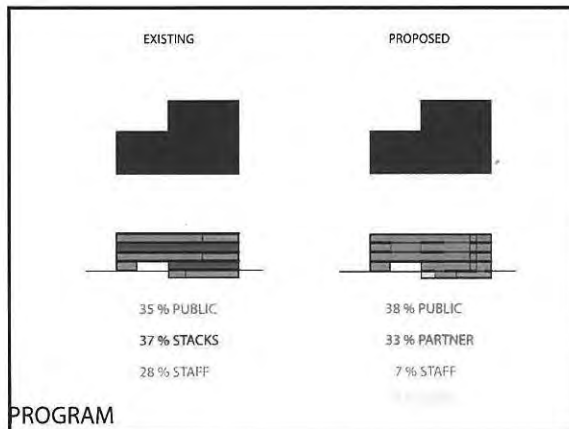 EXISTING
PROPOSED
35 % PUBLIC
37 % STACKS
28 % STAFF
38 % PUBLIC
33 % PARTNER
7 % STAFF
PROGRAM